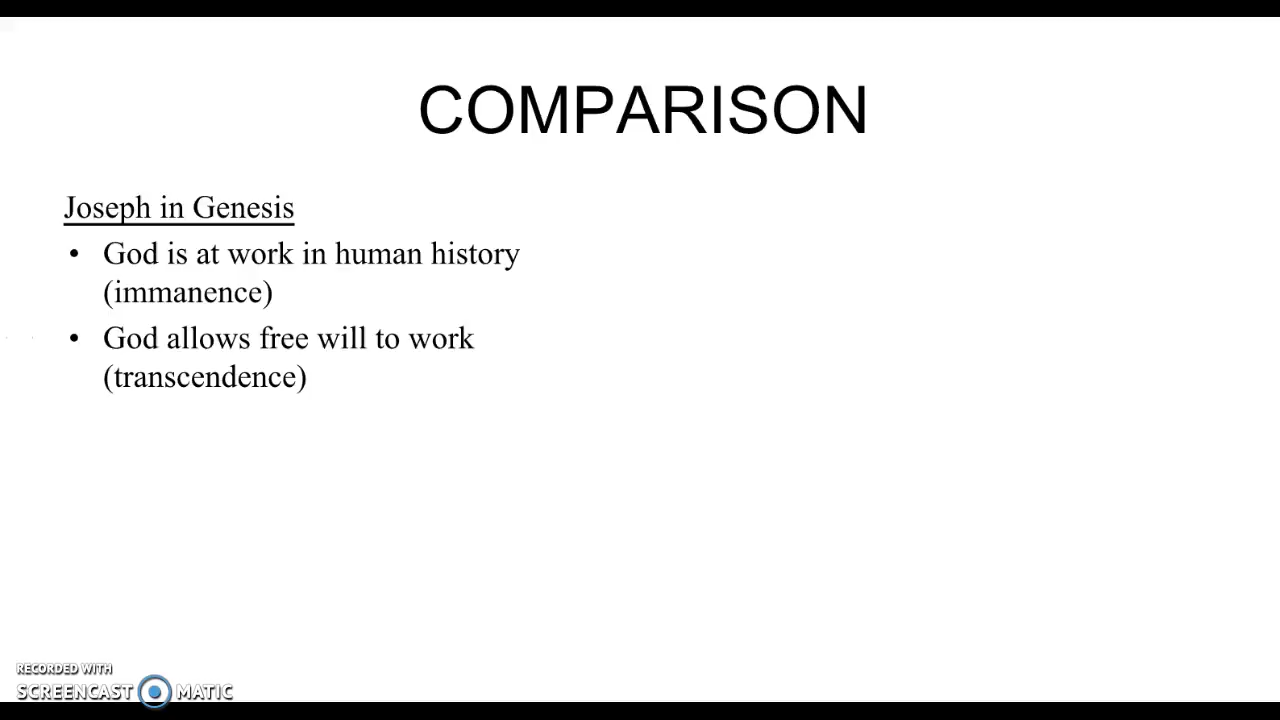 COMPARISON
Joseph in Genesis
• God is at work in human history
(immanence)
• God allows free will to work
(transcendence)
RECORDED WITH
SCREENCAST MATIC